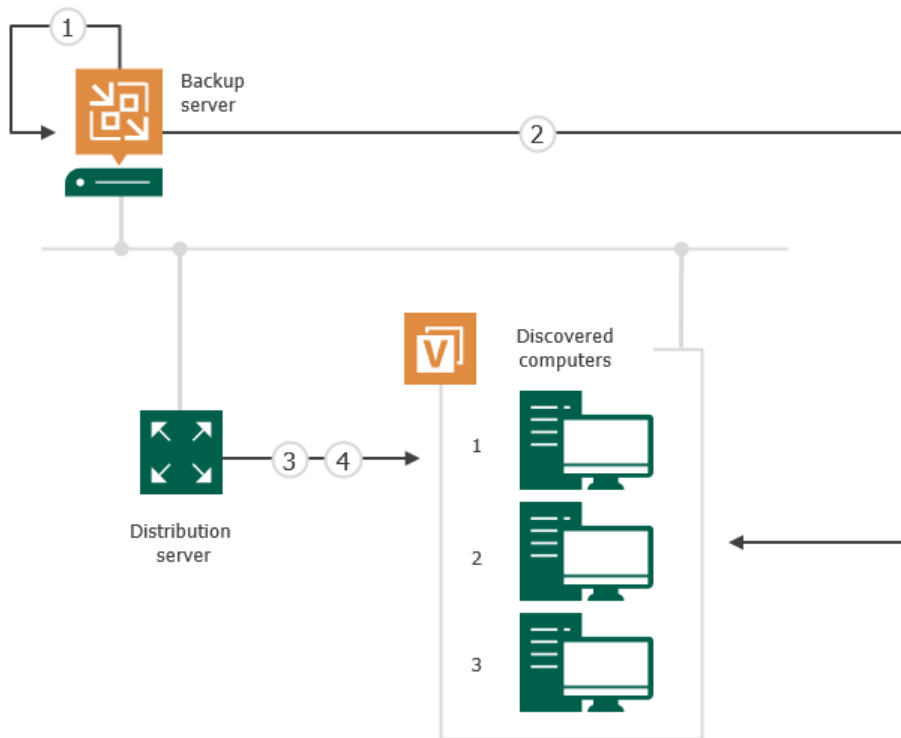 1
Backup
server
2
Discovered
computers
V
1
3 4
Distribution
server
2
3